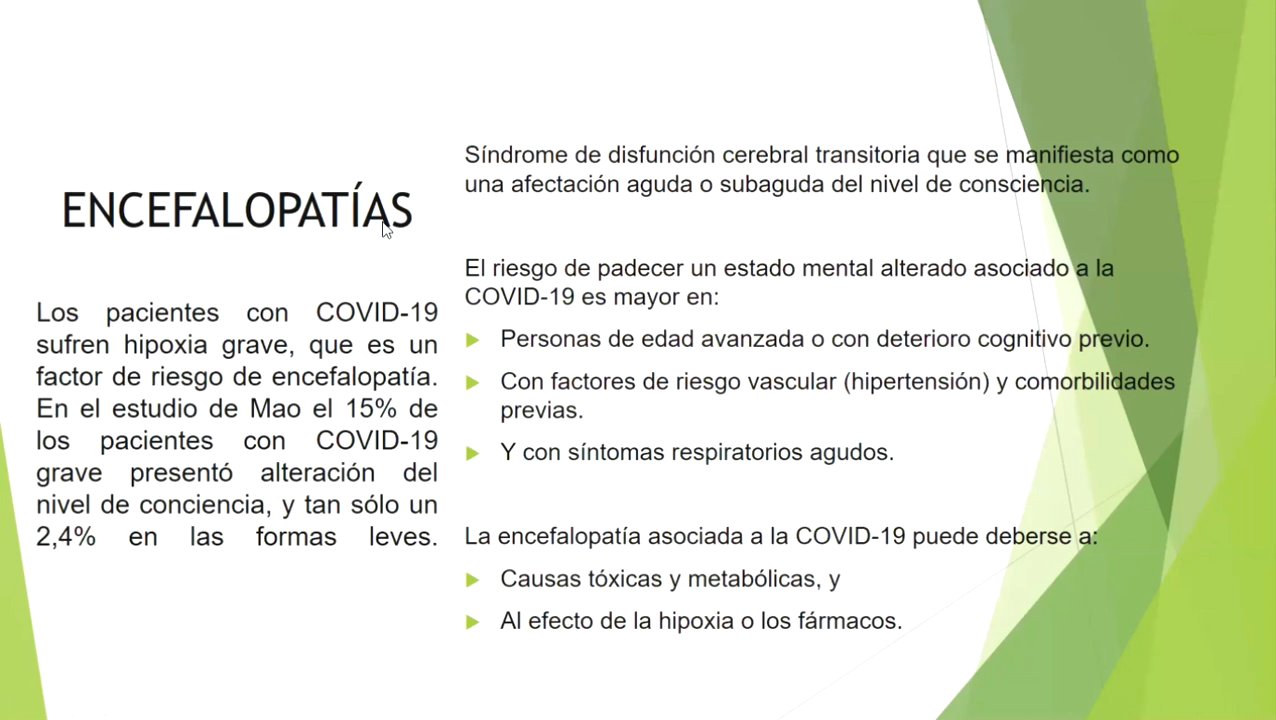 ENCEFALOPATÍAS
Los pacientes con COVID-19
sufren hipoxia grave, que es un
factor de riesgo de encefalopatía.
En el estudio de Mao el 15% de
los pacientes con COVID-19
grave presentó alteración del
nivel de conciencia, y tan sólo un
2,4% en las formas leves.
Síndrome de disfunción cerebral transitoria que se manifiesta como
una afectación aguda o subaguda del nivel de consciencia.
El riesgo de padecer un estado mental alterado asociado a la
COVID-19 es mayor en:
Personas de edad avanzada o con deterioro cognitivo previo.
Con factores de riesgo vascular (hipertensión) y comorbilidades
previas.
Y con síntomas respiratorios agudos.
La encefalopatía asociada a la COVID-19 puede deberse a:
Causas tóxicas y metabólicas, y
Al efecto de la hipoxia o los fármacos.